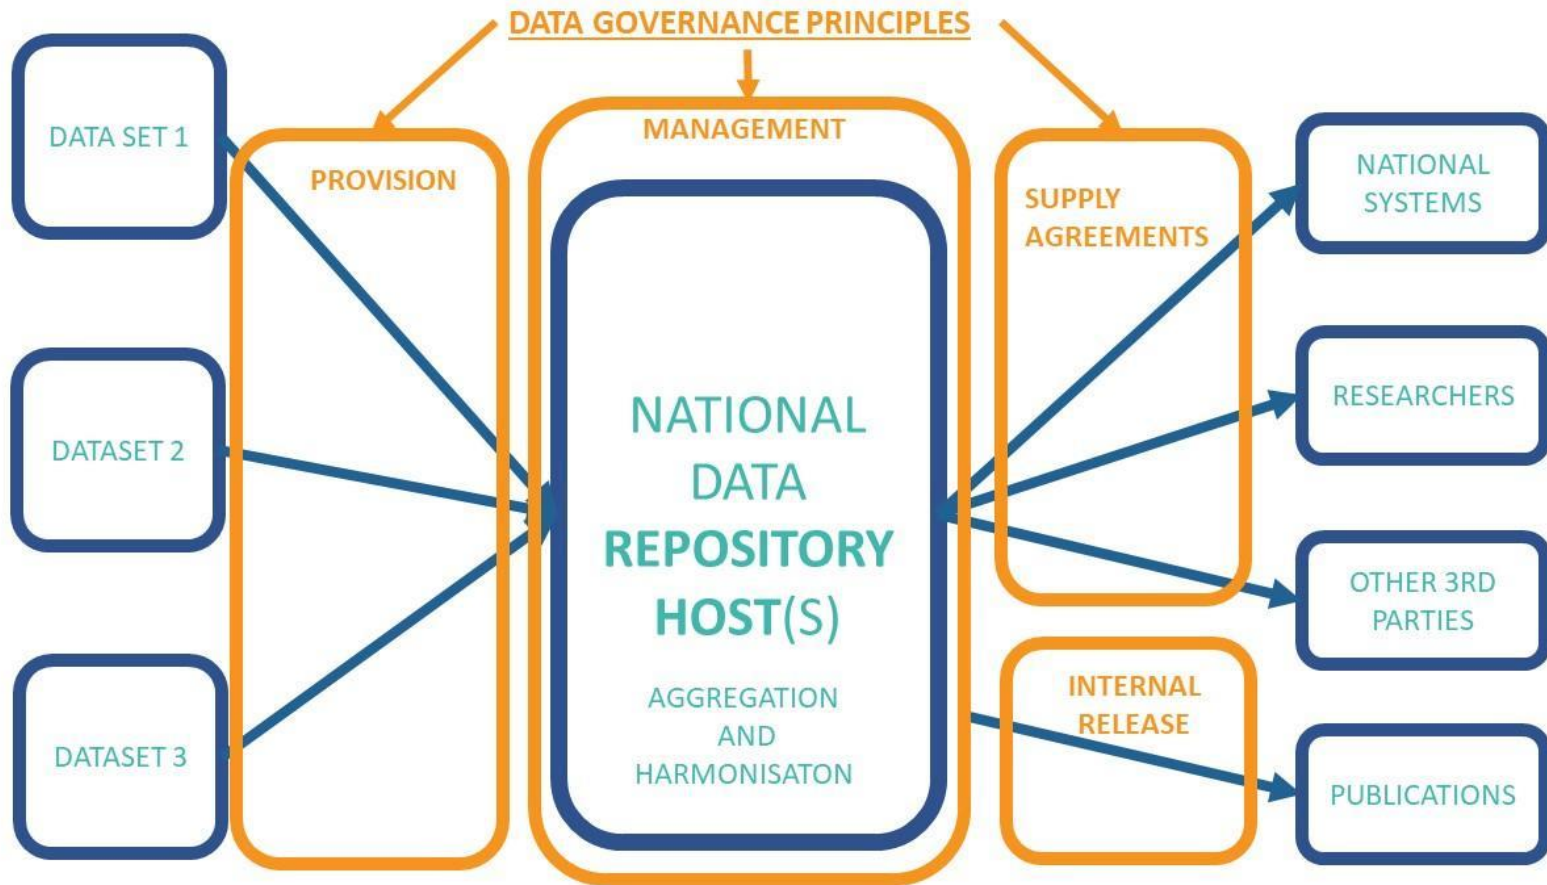 DATA GOVERNANCE PRINCIPLES
DATA SET 1
DATASET 2
DATASET 3
PROVISION
MANAGEMENT
NATIONAL
DATA
REPOSITORY
HOST(S)
AGGREGATION
AND
HARMONISATON
SUPPLY
AGREEMENTS
INTERNAL
RELEASE
NATIONAL
SYSTEMS
RESEARCHERS
OTHER 3RD
PARTIES
PUBLICATIONS